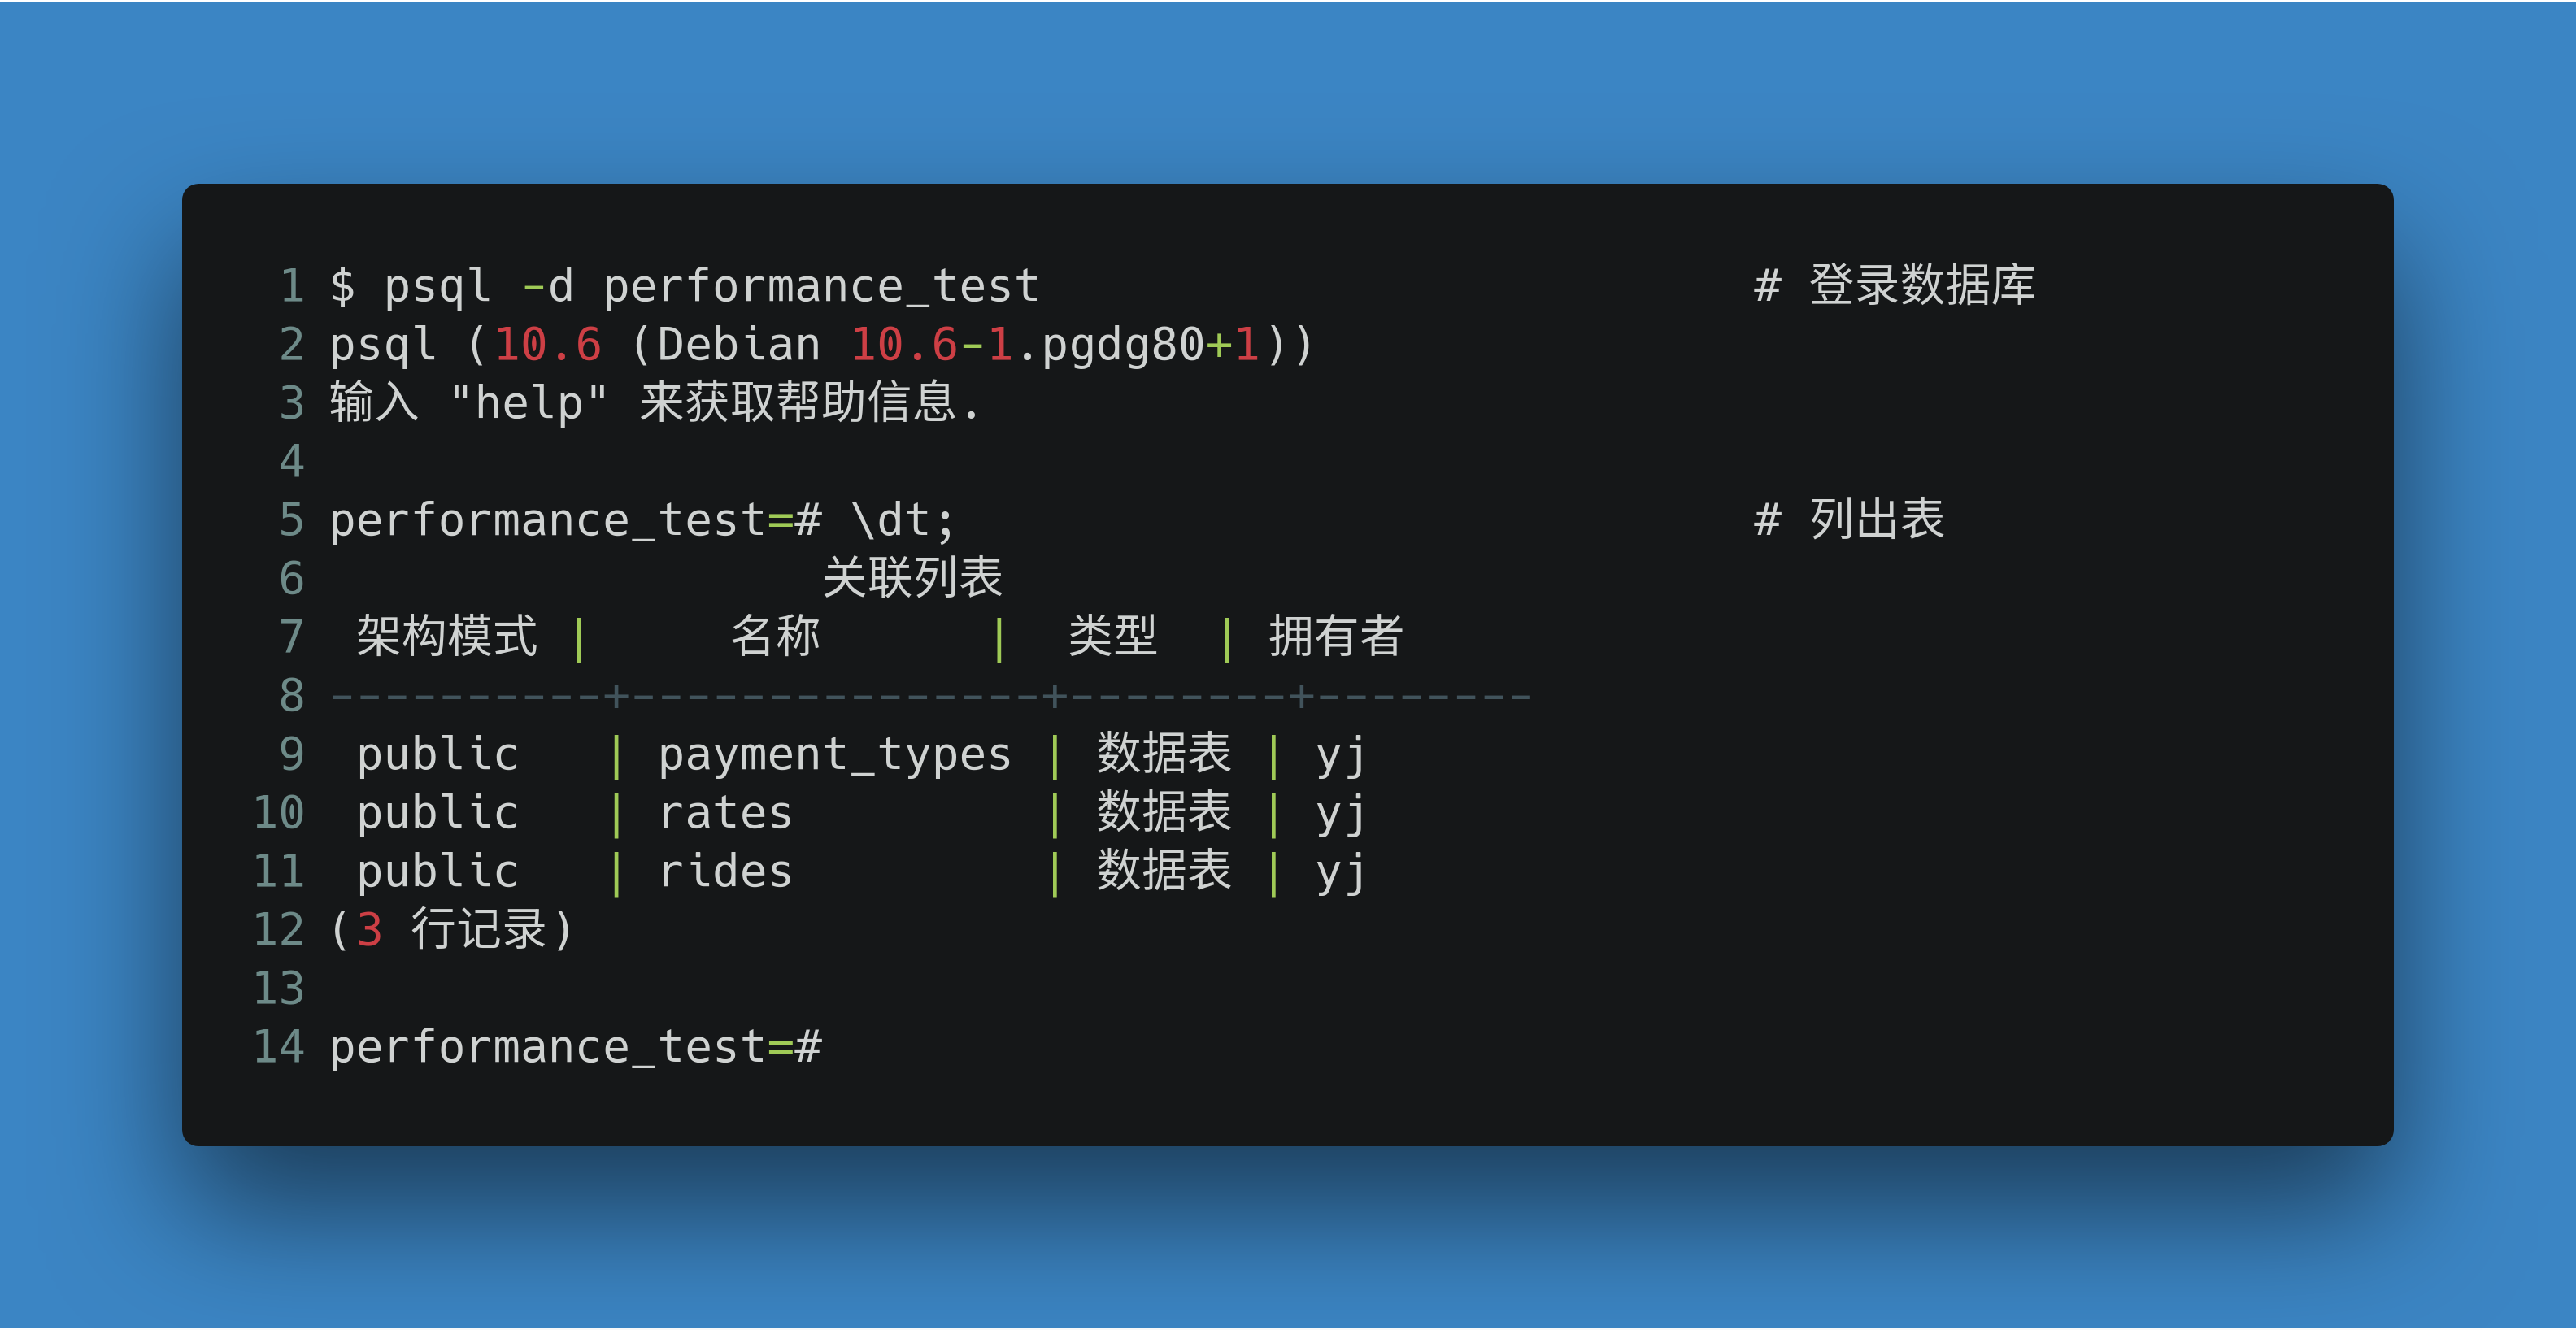 1 $ psql -d performance_test                          # 登录数据库
2 psql (10.6 (Debian 10.6-1.pgdg80+1))
3 输入 "help" 来获取帮助信息.
4
5 performance_test=# \dt;                             # 列出表
6                   关联列表
7  架构模式 |     名称      |  类型  | 拥有者
8 ----------+---------------+--------+--------
9  public   | payment_types | 数据表 | yj
10  public   | rates         | 数据表 | yj
11  public   | rides         | 数据表 | yj
12 (3 行记录)
13
14 performance_test=#